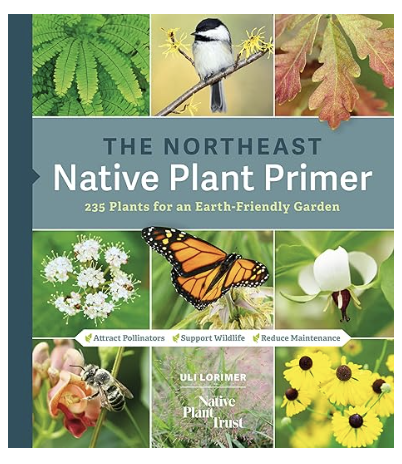 THE NORTHEAST
Native Plant Primer
235 Plants for an Earth-Friendly Garden
Attract Pollinators Support Wildlife Reduce Maintenance
ULI LORIMER
Native
Plant
Trust